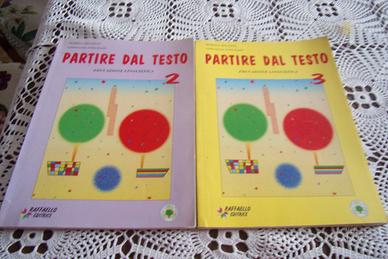 PARTIRE DAL TESTO
EDUCAZIONE LINGUISTICA
2
RAFFAELLO
EDITRICE
PARTIRE DAL TESTO
EDUCAZIONE LINGUISTICA
3
RAFFAELLO
EDITRICE